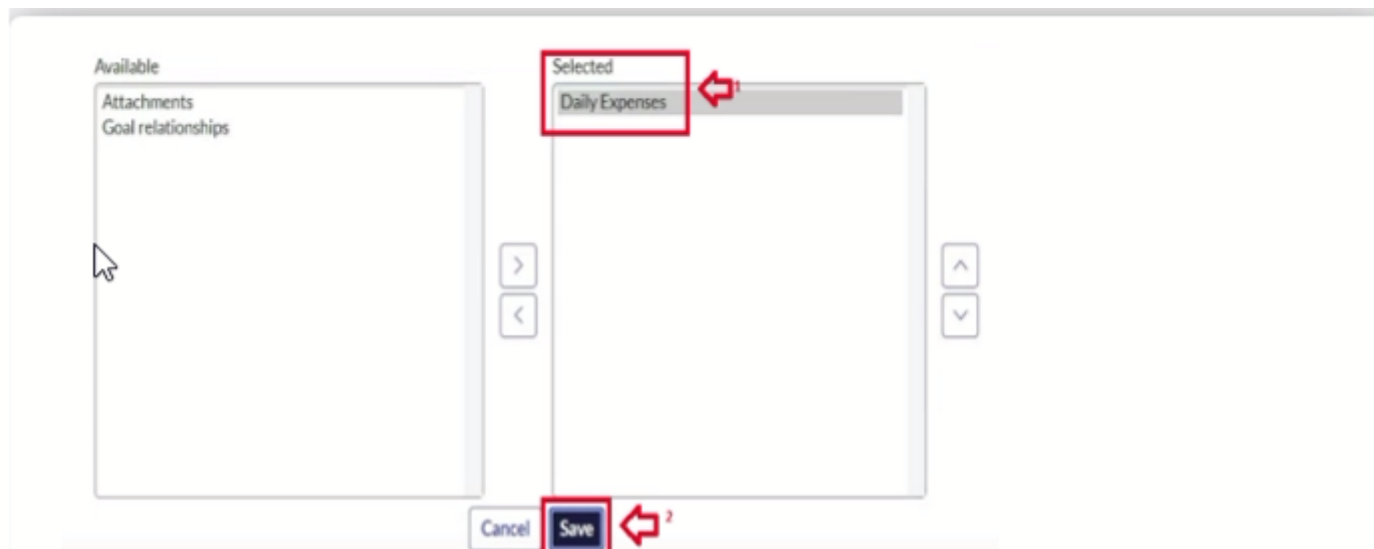 Available
Selected
Attachments
Goal relationships
Daily Expenses
1
Cancel
Save
2